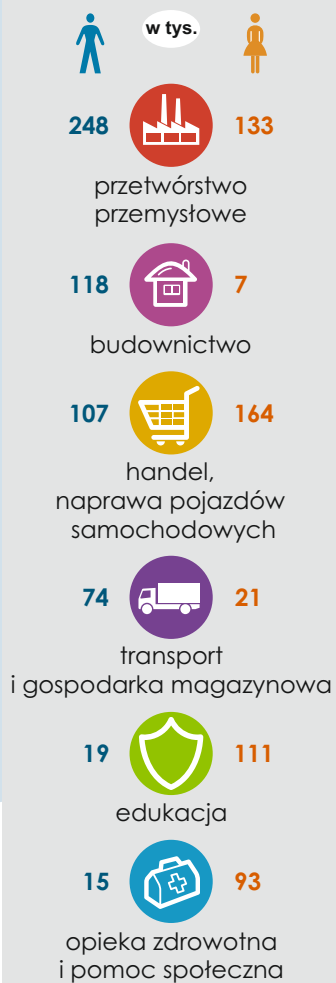 w tys.
248 133
przetwórstwo
przemysłowe
118 7
budownictwo
107 164
handel,
naprawa pojazdów
samochodowych
74 21
transport
i gospodarka magazynowa
19 111
edukacja
15 93
opieka zdrowotna
i pomoc społeczna